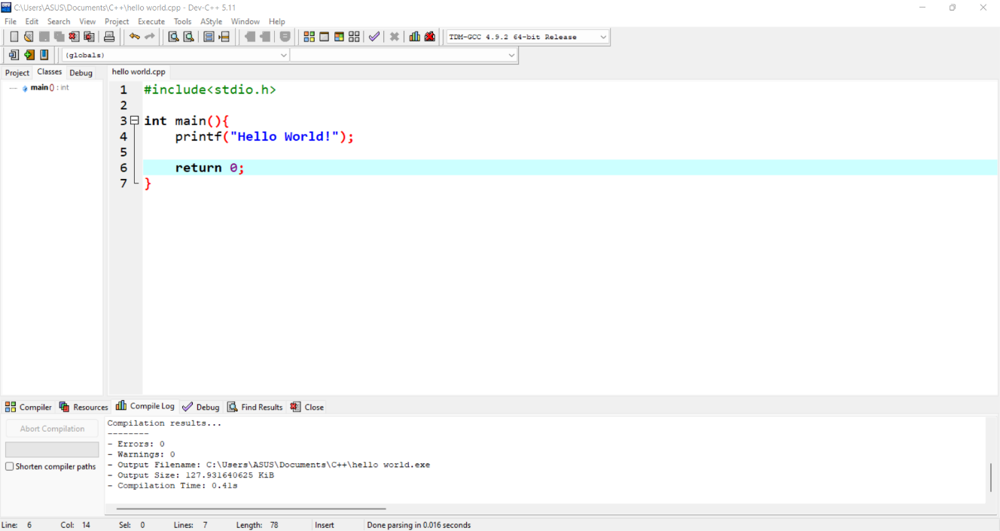 C:\Users\ASUS\Documents\C++\hello world.cpp - Dev-C++ 5.11
File Edit Search View Project Execute Tools AStyle Window Help
TDM-GCC 4.9.2 64-bit Release
(globals)
Project Classes Debug
hello world.cpp
main () : int
1 #include<stdio.h>
2
3 int main(){
4 printf("Hello World!");
5
6 return 0;
7 }
Compiler Resources Compile Log Debug Find Results Close
Abort Compilation
Shorten compiler paths
Compilation results...
--------
- Errors: 0
- Warnings: 0
- Output Filename: C:\Users\ASUS\Documents\C++\hello world.exe
- Output Size: 127.931640625 KiB
- Compilation Time: 0.41s
Line: 6 Col: 14 Sel: 0 Lines: 7 Length: 78 Insert Done parsing in 0.016 seconds